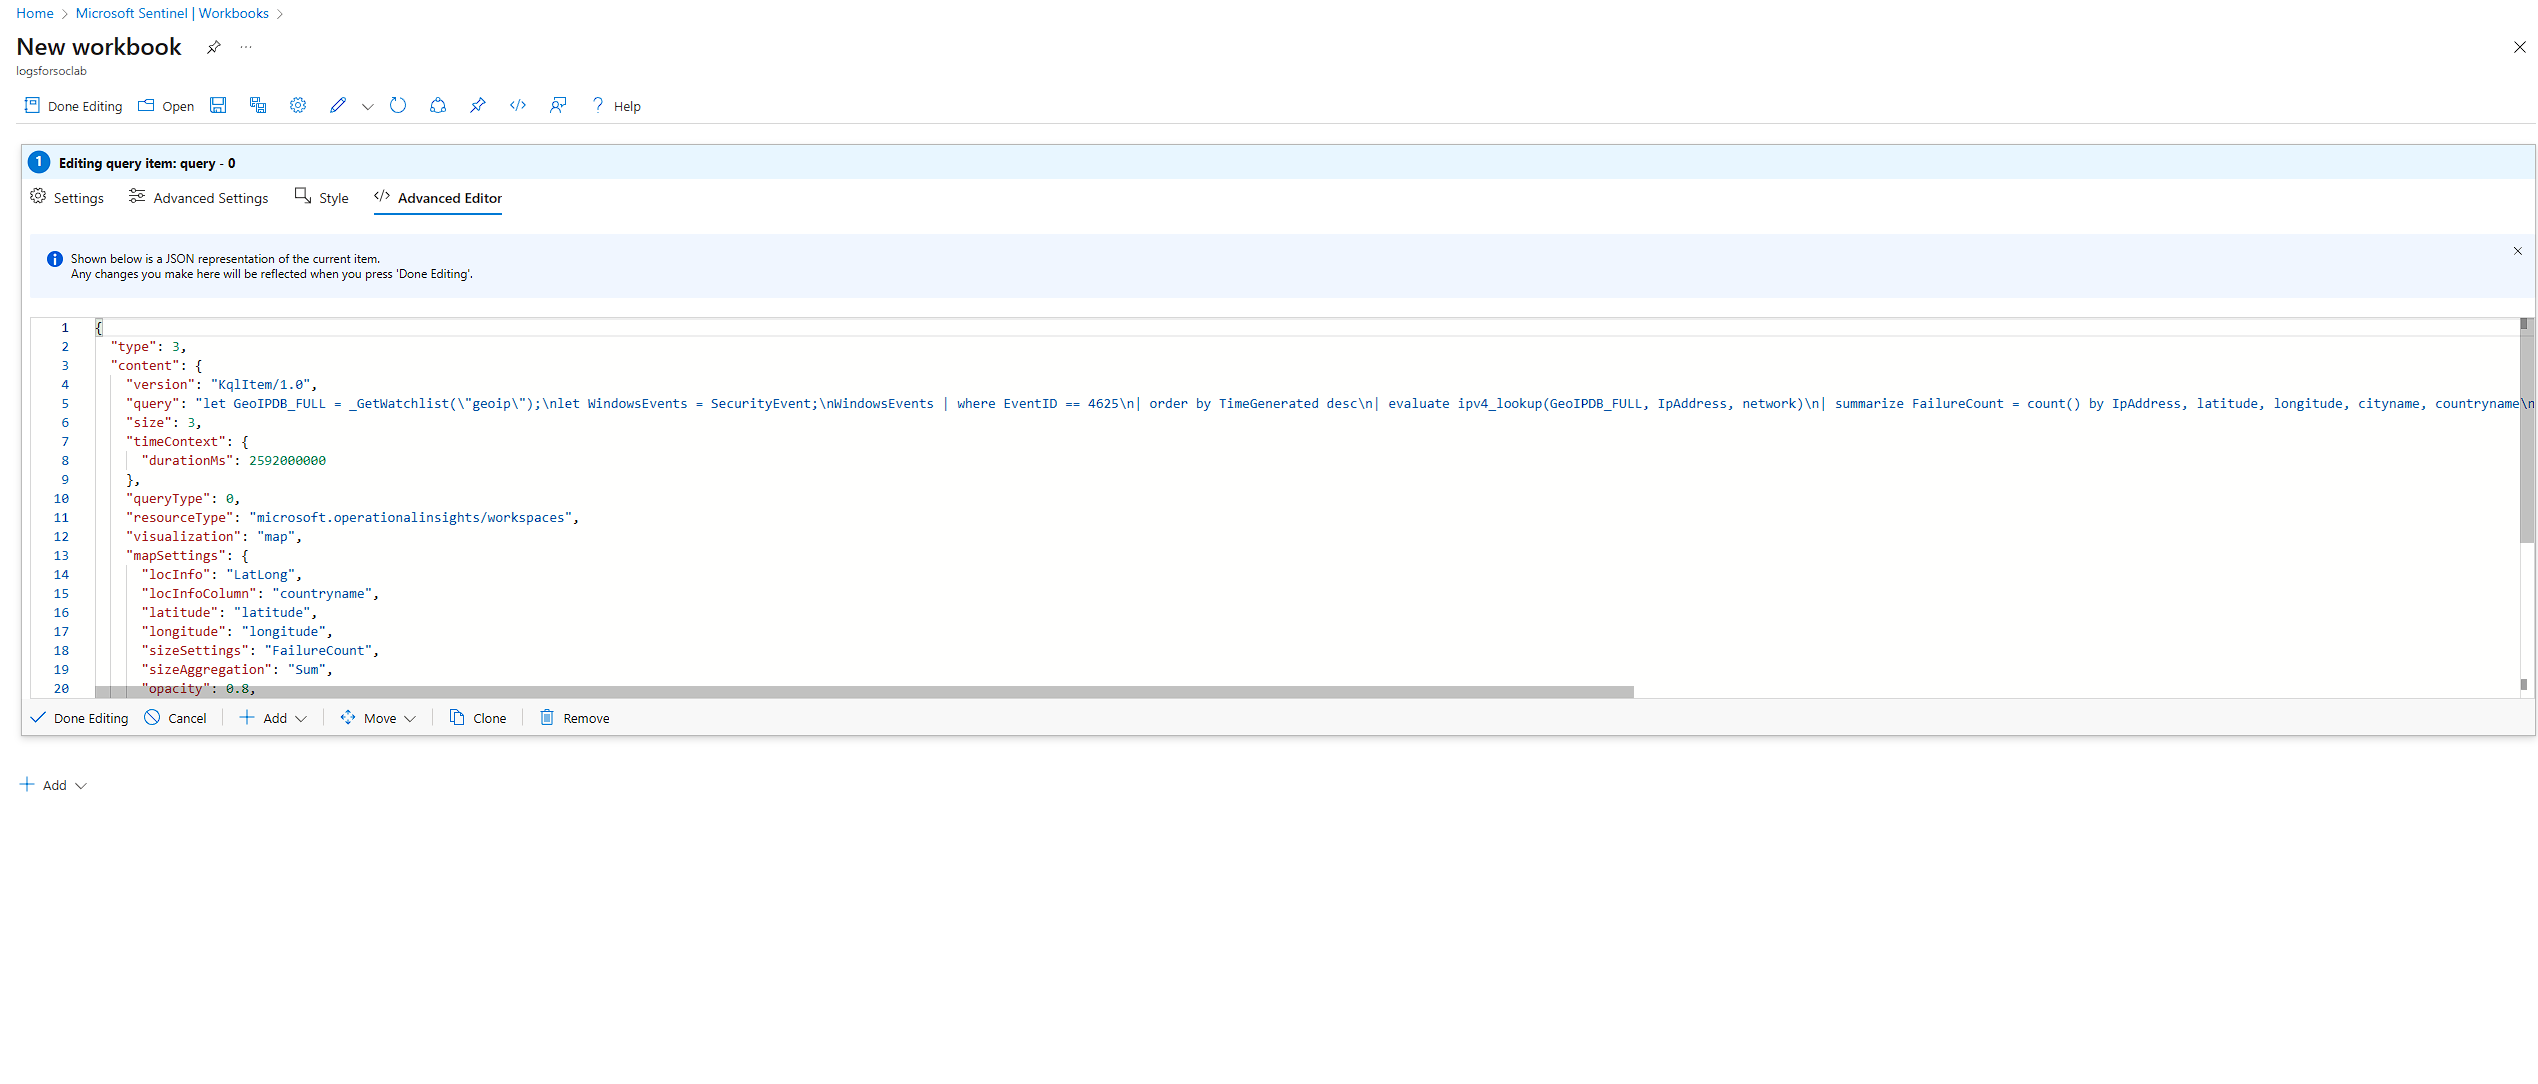 Home > Microsoft Sentinel | Workbooks >
New workbook ...
logsforsoclab
Done Editing Open Help
1 Editing query item: query - 0
Settings Advanced Settings Style </> Advanced Editor
Shown below is a JSON representation of the current item.
Any changes you make here will be reflected when you press 'Done Editing'.
1 {
2 "type": 3,
3 "content": {
4 "version": "KqlItem/1.0",
5 "query": "let GeoIPDB_FULL = _GetWatchlist(\"geoip\");\nlet WindowsEvents = SecurityEvent;\nWindowsEvents | where EventID == 4625\n| order by TimeGenerated desc\n| evaluate ipv4_lookup(GeoIPDB_FULL, IpAddress, network)\n| summarize FailureCount = count() by IpAddress, latitude, longitude, cityname, countryname\n
6 "size": 3,
7 "timeContext": {
8 "durationMs": 2592000000
9 },
10 "queryType": 0,
11 "resourceType": "microsoft.operationalinsights/workspaces",
12 "visualization": "map",
13 "mapSettings": {
14 "locInfo": "LatLong",
15 "locInfoColumn": "countryname",
16 "latitude": "latitude",
17 "longitude": "longitude",
18 "sizeSettings": "FailureCount",
19 "sizeAggregation": "Sum",
20 "opacity": 0.8,
Done Editing Cancel Add Move Clone Remove
Add